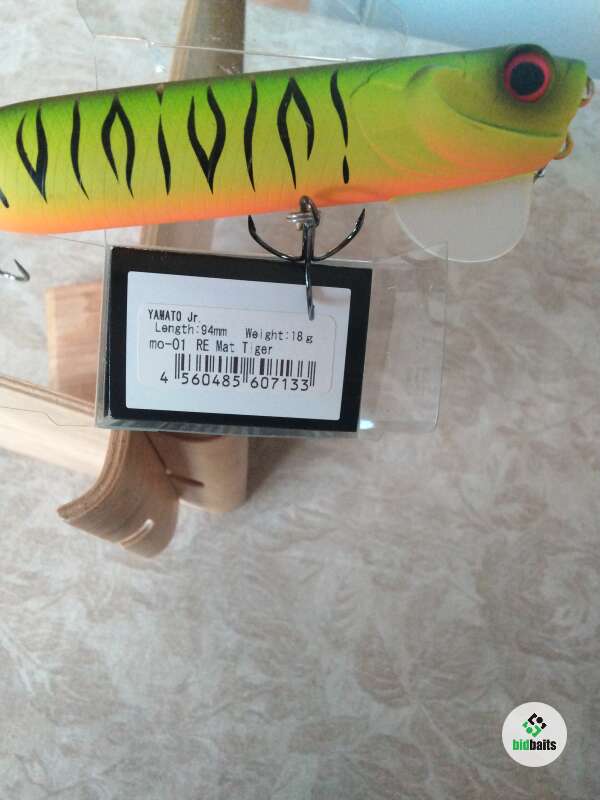 YAMATO Jr.
Length:94mm Weight:18g
mo-01 RE Mat Tiger
4 560485 607133
bidbaits